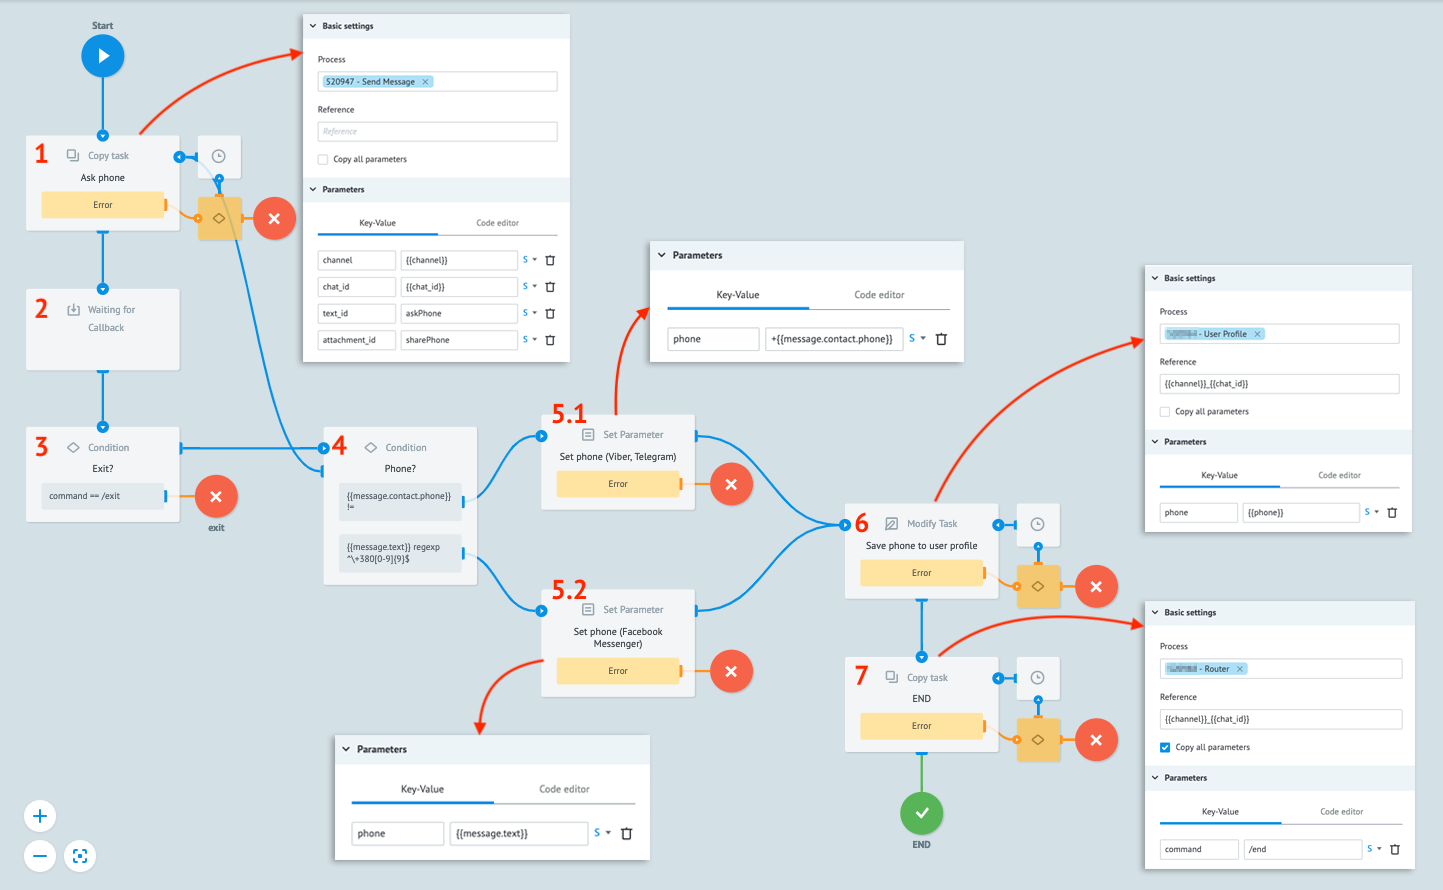 Start
1
Copy task
Ask phone
Error
2
Waiting for
Callback
3
Condition
Exit?
command == /exit
exit
Basic settings
Process
520947 - Send Message
Reference
Reference
Copy all parameters
Parameters
Key-Value
Code editor
channel
{{channel}}
S
chat_id
{{chat_id}}
S
text_id
askPhone
S
attachment_id
sharePhone
S
4
Condition
Phone?
{{message.contact.phone}}
!=
{{message.text}} regexp
^\+380[0-9]{9}$
5.1
Set Parameter
Set phone (Viber, Telegram)
Error
Parameters
Key-Value
Code editor
phone
+{{message.contact.phone}}
S
5.2
Set Parameter
Set phone (Facebook
Messenger)
Error
Parameters
Key-Value
Code editor
phone
{{message.text}}
S
6
Modify Task
Save phone to user profile
Error
Basic settings
Process
- User Profile
Reference
{{channel}}_{{chat_id}}
Copy all parameters
Parameters
Key-Value
Code editor
phone
{{phone}}
S
7
Copy task
END
Error
END
Basic settings
Process
- Router
Reference
{{channel}}_{{chat_id}}
Copy all parameters
Parameters
Key-Value
Code editor
command
/end
S